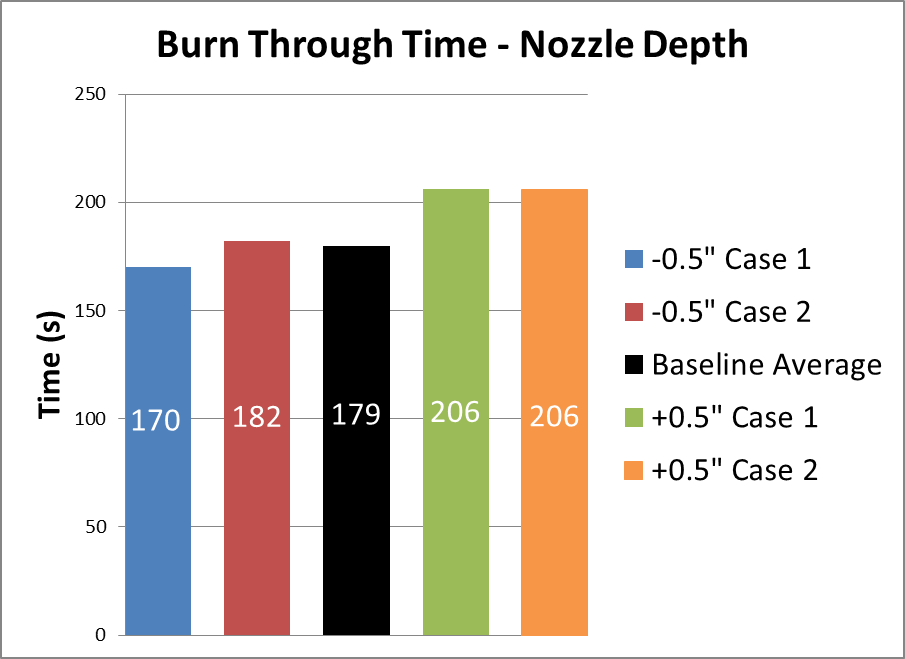 Burn Through Time - Nozzle Depth
250
200
150
100
50
0
Time (s)
170
182
179
206
206
-0.5" Case 1
-0.5" Case 2
Baseline Average
+0.5" Case 1
+0.5" Case 2